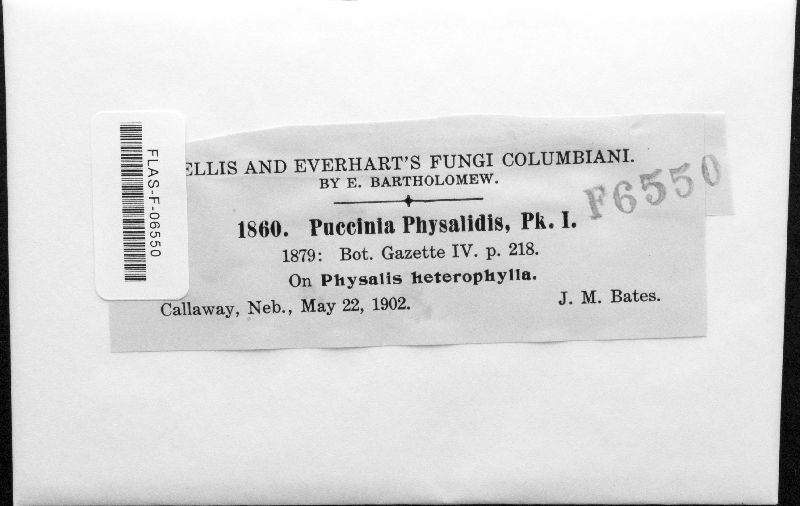 FLAS-F-06550
ELLIS AND EVERHART'S FUNGI COLUMBIANI.
BY E. BARTHOLOMEW.
F6550
1860. Puccinia Physalidis, Pk. I.
1879: Bot. Gazette IV. p. 218.
On Physalis heterophylla.
Callaway, Neb., May 22, 1902. J. M. Bates.